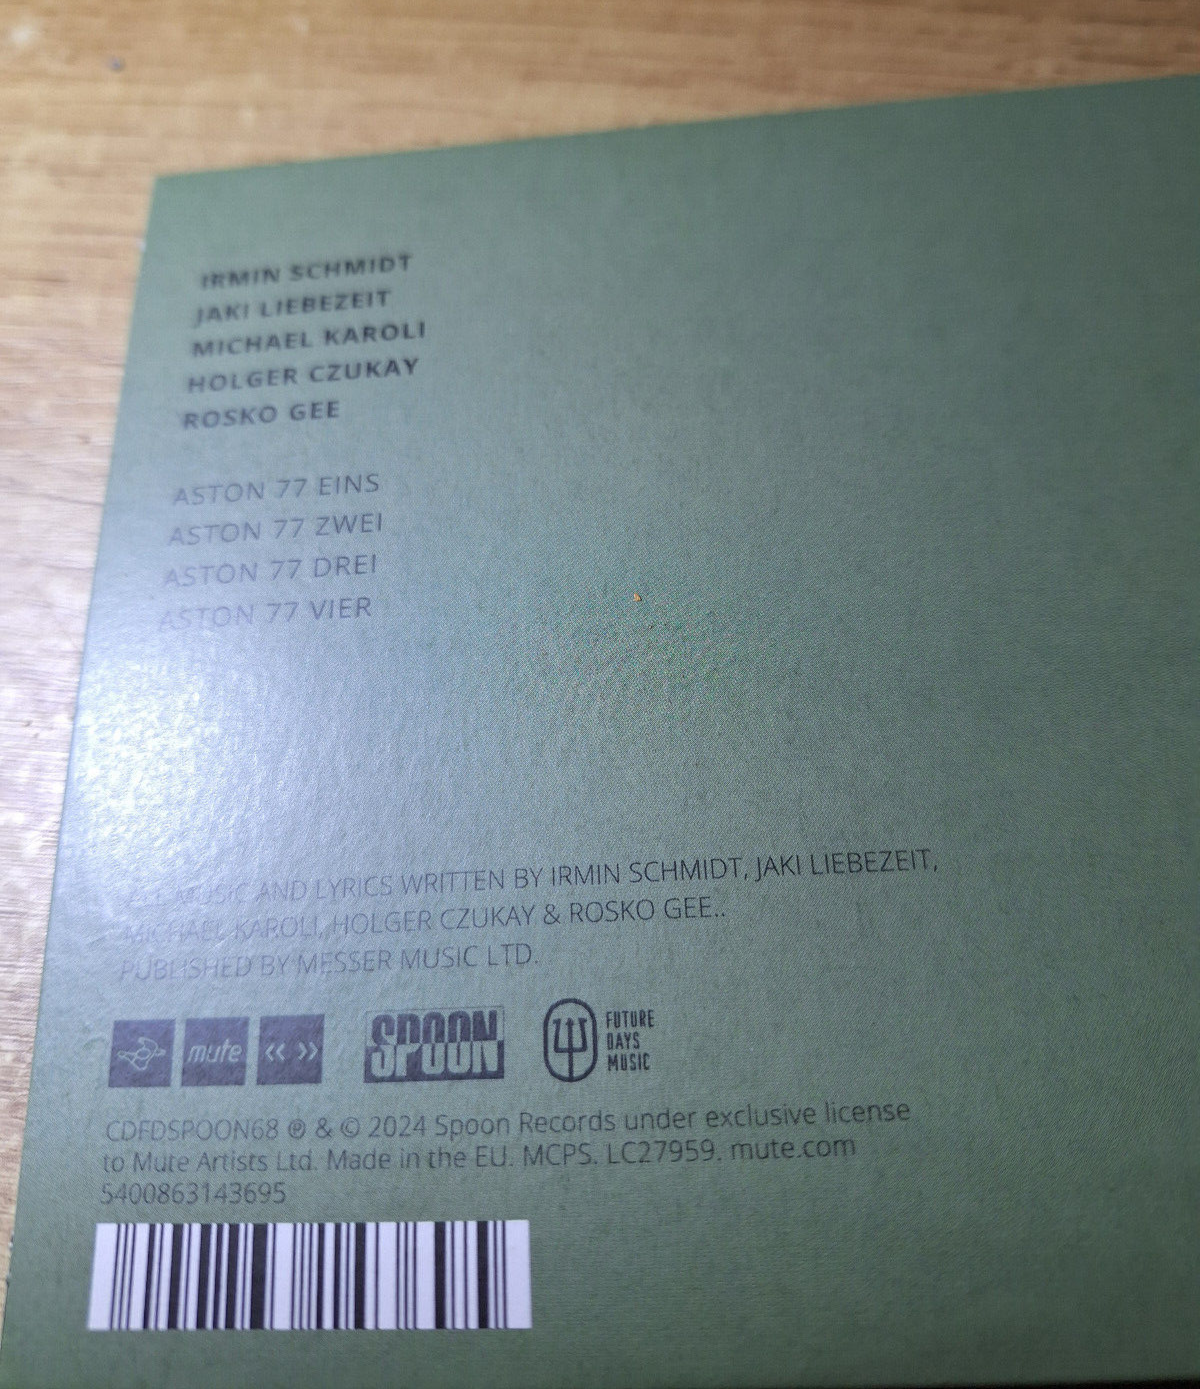 IRMIN SCHMIDT
JAKI LIEBEZEIT
MICHAEL KAROLI
HOLGER CZUKAY
ROSKO GEE
ASTON 77 EINS
ASTON 77 ZWEI
ASTON 77 DREI
ASTON 77 VIER
ALL MUSIC AND LYRICS WRITTEN BY IRMIN SCHMIDT, JAKI LIEBEZEIT,
MICHAEL KAROLI, HOLGER CZUKAY & ROSKO GEE..
PUBLISHED BY MESSER MUSIC LTD.
mute
SPOON
FUTURE
DAYS
MUSIC
CDFDSPOON68 ℗ & © 2024 Spoon Records under exclusive license
to Mute Artists Ltd. Made in the EU. MCPS. LC27959. mute.com
5400863143695